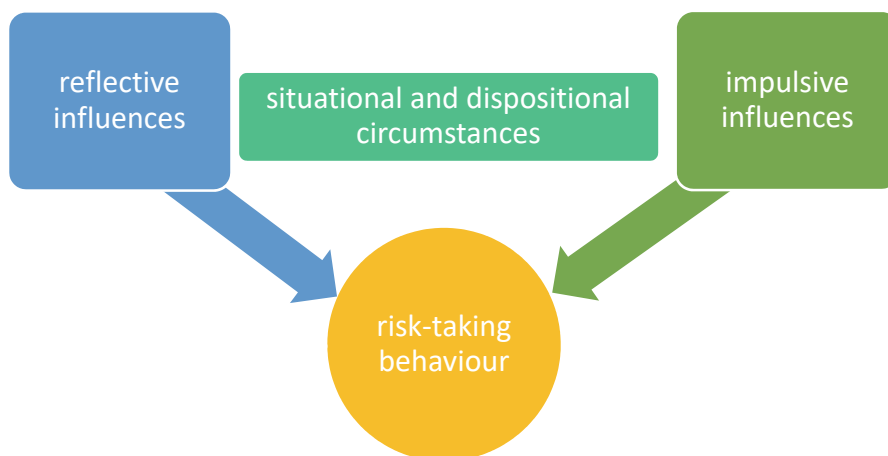 reflective
influences
situational and dispositional
circumstances
impulsive
influences
risk-taking
behaviour